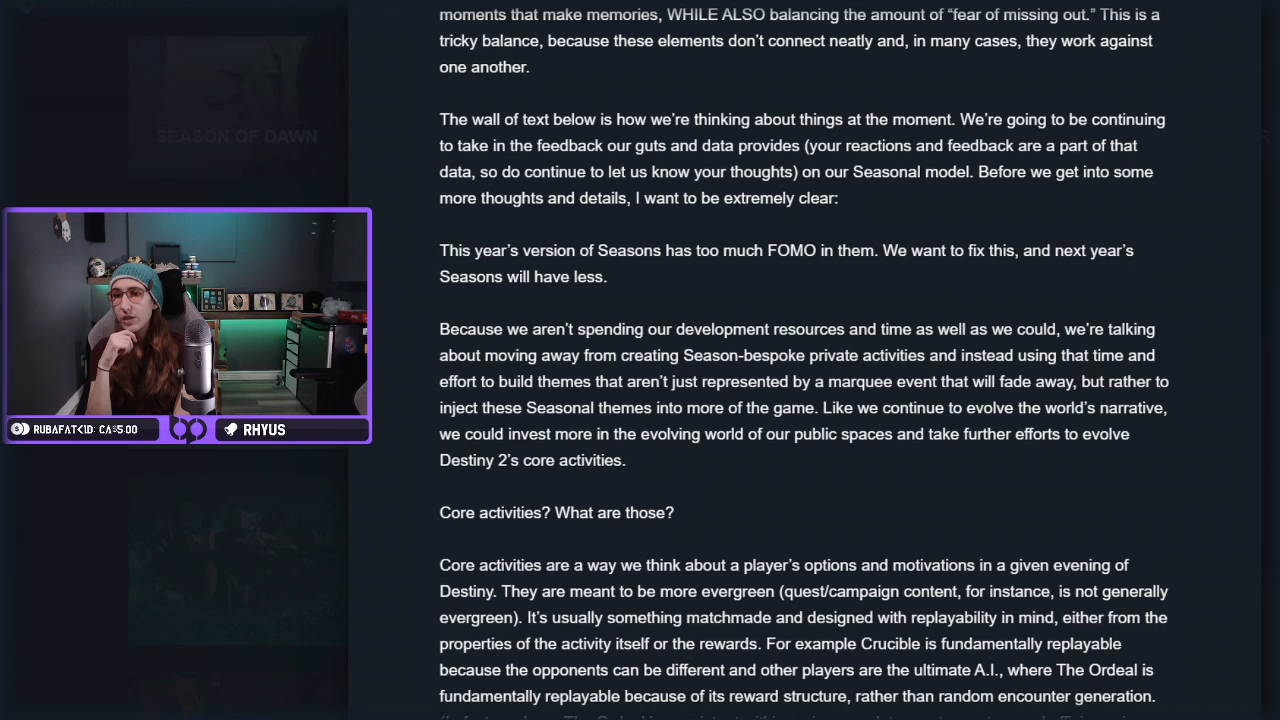 moments that make memories, WHILE ALSO balancing the amount of “fear of missing out.” This is a
tricky balance, because these elements don’t connect neatly and, in many cases, they work against
one another.
SEASON OF DAWN
The wall of text below is how we’re thinking about things at the moment. We’re going to be continuing
to take in the feedback our guts and data provides (your reactions and feedback are a part of that
data, so do continue to let us know your thoughts) on our Seasonal model. Before we get into some
more thoughts and details, I want to be extremely clear:
This year’s version of Seasons has too much FOMO in them. We want to fix this, and next year’s
Seasons will have less.
Because we aren’t spending our development resources and time as well as we could, we’re talking
about moving away from creating Season-bespoke private activities and instead using that time and
effort to build themes that aren’t just represented by a marquee event that will fade away, but rather to
inject these Seasonal themes into more of the game. Like we continue to evolve the world’s narrative,
we could invest more in the evolving world of our public spaces and take further efforts to evolve
Destiny 2’s core activities.
RUBAFATK1D: CA$5.00
RHYUS
Core activities? What are those?
Core activities are a way we think about a player’s options and motivations in a given evening of
Destiny. They are meant to be more evergreen (quest/campaign content, for instance, is not generally
evergreen). It’s usually something matchmade and designed with replayability in mind, either from the
properties of the activity itself or the rewards. For example Crucible is fundamentally replayable
because the opponents can be different and other players are the ultimate A.I., where The Ordeal is
fundamentally replayable because of its reward structure, rather than random encounter generation.